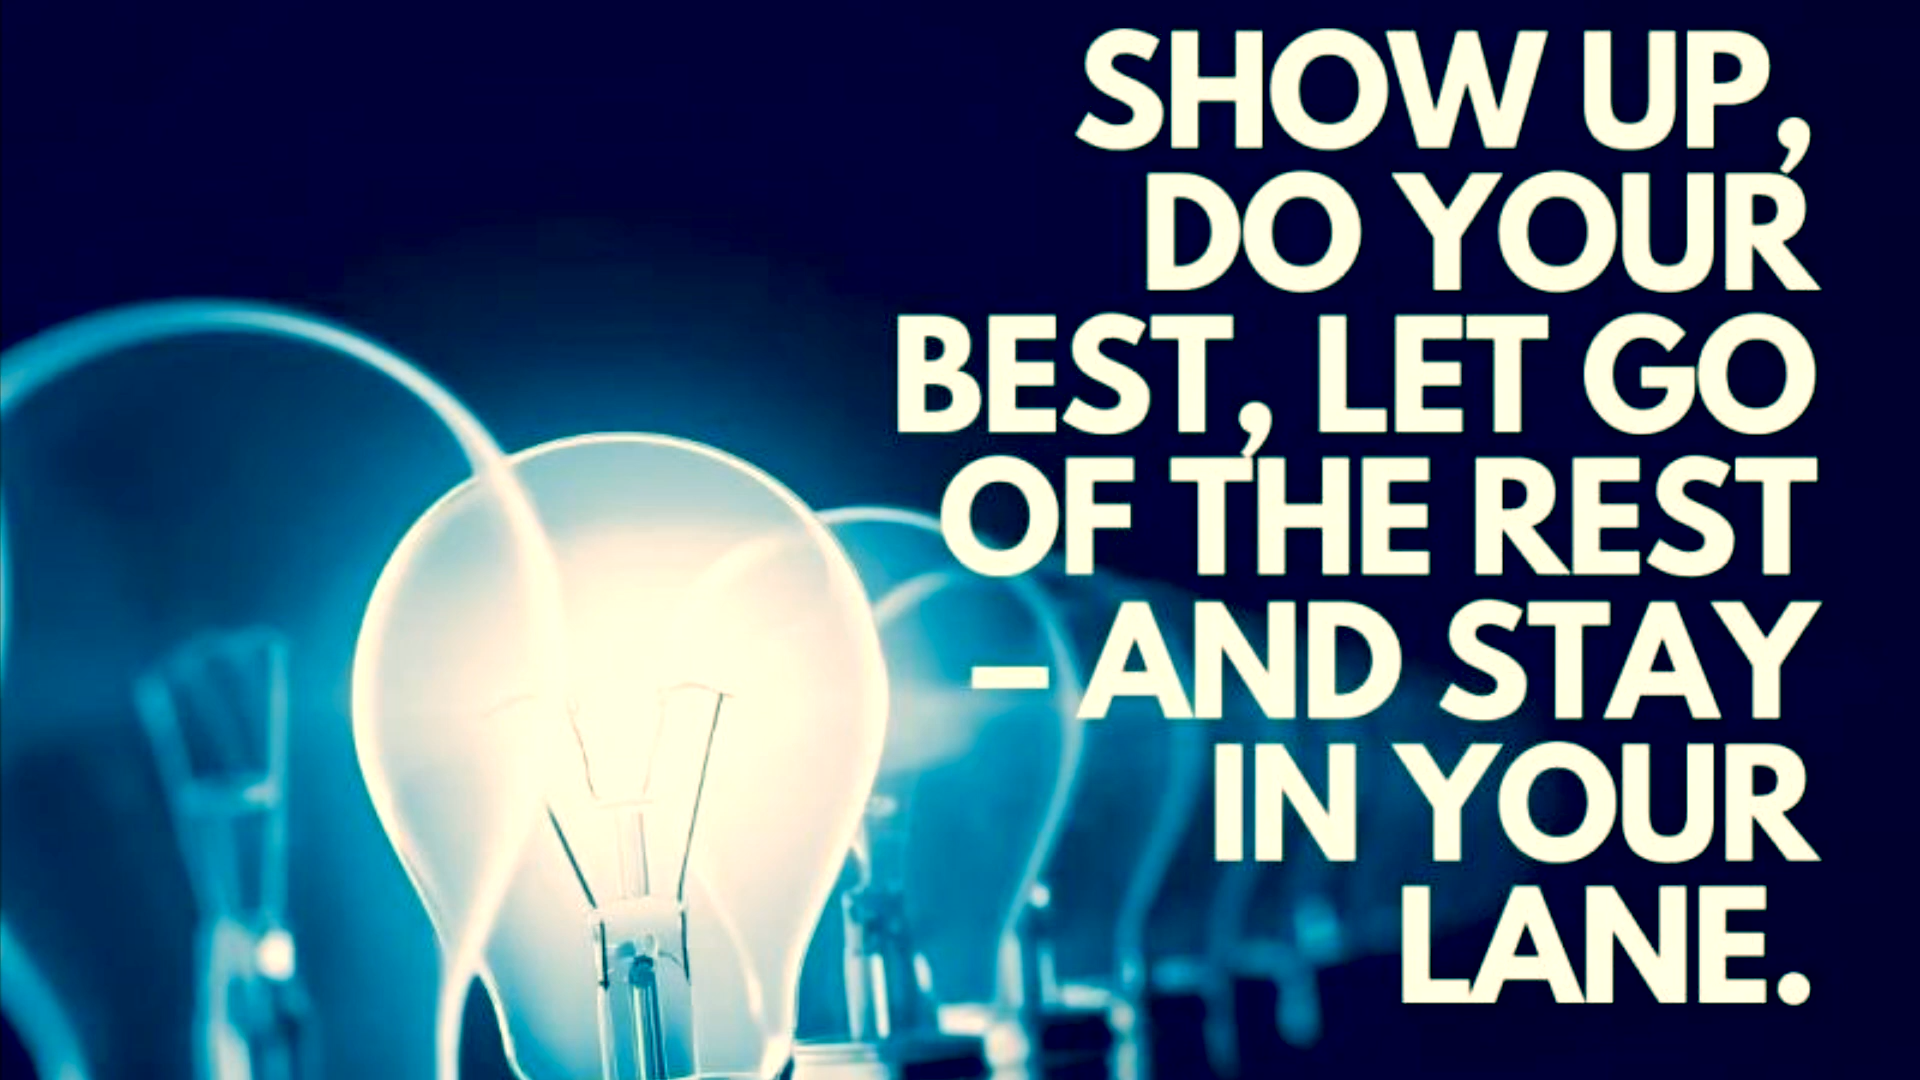 SHOW UP,
DO YOUR
BEST, LET GO
OF THE REST
– AND STAY
IN YOUR
LANE.